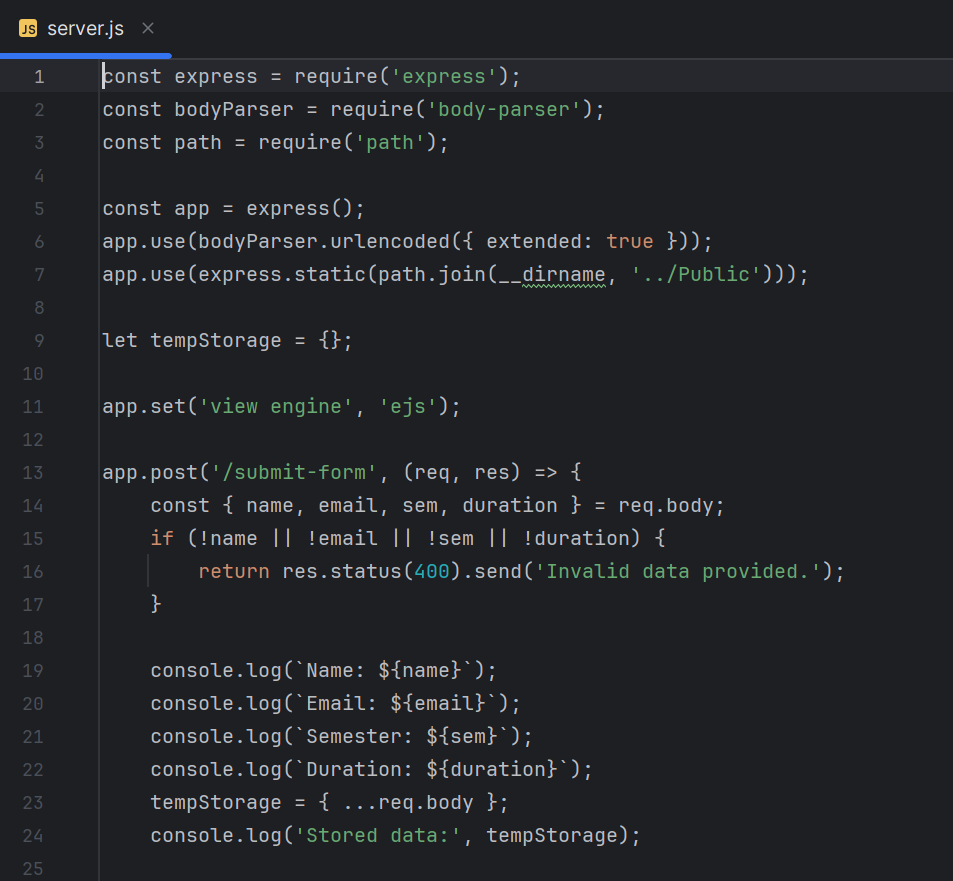 JS server.js ×
1 const express = require('express');
2 const bodyParser = require('body-parser');
3 const path = require('path');
4
5 const app = express();
6 app.use(bodyParser.urlencoded({ extended: true }));
7 app.use(express.static(path.join(__dirname, '../Public')));
8
9 let tempStorage = {};
10
11 app.set('view engine', 'ejs');
12
13 app.post('/submit-form', (req, res) => {
14     const { name, email, sem, duration } = req.body;
15     if (!name || !email || !sem || !duration) {
16         return res.status(400).send('Invalid data provided.');
17     }
18
19     console.log(`Name: ${name}`);
20     console.log(`Email: ${email}`);
21     console.log(`Semester: ${sem}`);
22     console.log(`Duration: ${duration}`);
23     tempStorage = { ...req.body };
24     console.log('Stored data:', tempStorage);
25